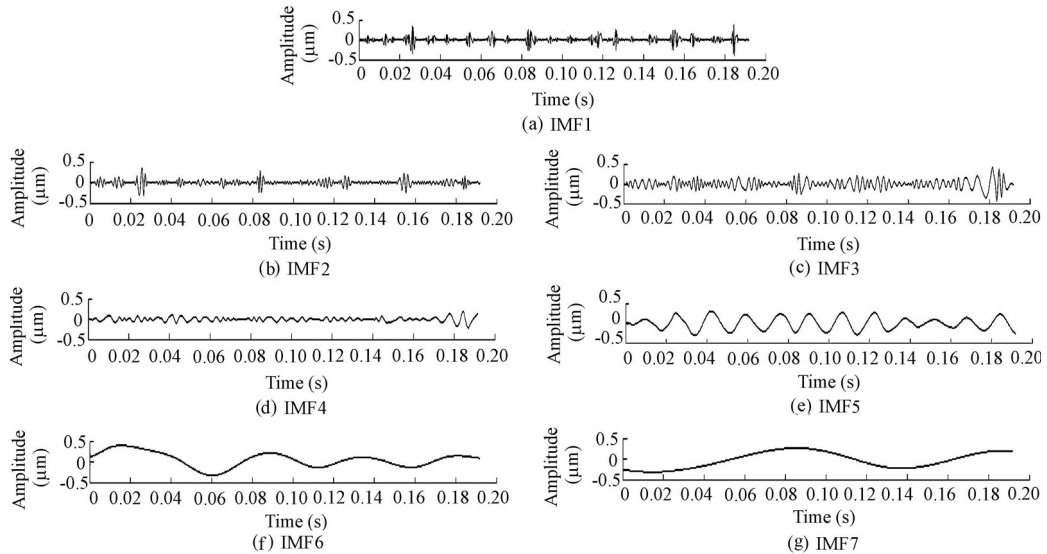 Amplitude
(μm)
0.5
0
-0.5
0 0.02 0.04 0.06 0.08 0.10 0.12 0.14 0.16 0.18 0.20
Time (s)
(a) IMF1
Amplitude
(μm)
0.5
0
-0.5
0 0.02 0.04 0.06 0.08 0.10 0.12 0.14 0.16 0.18 0.20
Time (s)
(b) IMF2
Amplitude
(μm)
0.5
0
-0.5
0 0.02 0.04 0.06 0.08 0.10 0.12 0.14 0.16 0.18 0.20
Time (s)
(c) IMF3
Amplitude
(μm)
0.5
0
-0.5
0.02 0.04 0.06 0.08 0.10 0.12 0.14 0.16 0.18 0.20
Time (s)
(d) IMF4
Amplitude
(μm)
0.5
0
-0.5
0 0.02 0.04 0.06 0.08 0.10 0.12 0.14 0.16 0.18 0.20
Time (s)
(e) IMF5
Amplitude
(μm)
0.5
0
-0.5
0 0.02 0.04 0.06 0.08 0.10 0.12 0.14 0.16 0.18 0.20
Time (s)
(f) IMF6
Amplitude
(μm)
0.5
0
-0.5
0 0.02 0.04 0.06 0.08 0.10 0.12 0.14 0.16 0.18 0.20
Time (s)
(g) IMF7